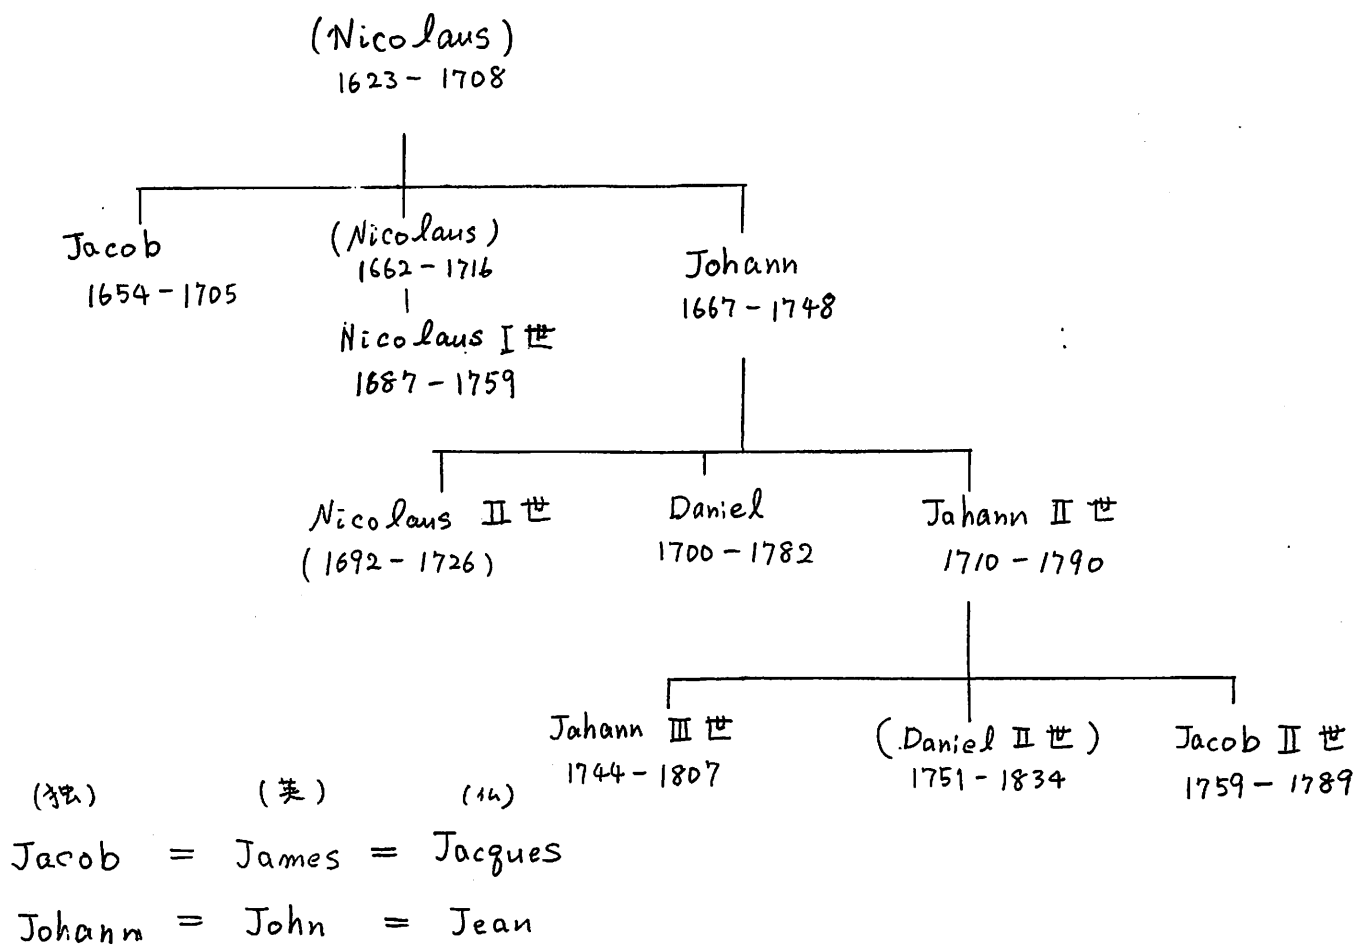 (Nicolaus)
1623 - 1708
Jacob
1654 - 1705
(Nicolaus)
1662 - 1716
Nicolaus I世
1687 - 1759
Johann
1667 - 1748
Nicolaus II世
(1692 - 1726)
Daniel
1700 - 1782
Jahann II世
1710 - 1790
Jahann III世
1744 - 1807
(Daniel II世)
1751 - 1834
Jacob II世
1759 - 1789
(独) (英) (仏)
Jacob = James = Jacques
Johann = John = Jean